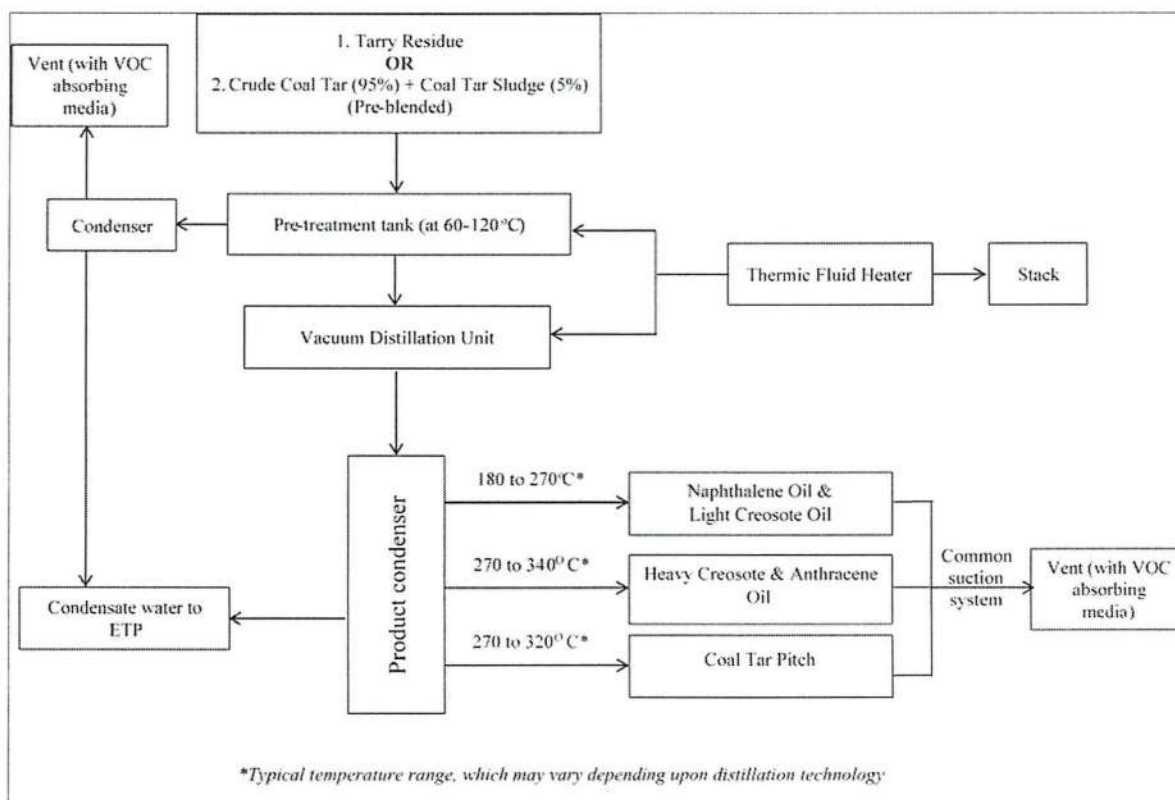 1. Tarry Residue
OR
2. Crude Coal Tar (95%) + Coal Tar Sludge (5%)
(Pre-blended)
Vent (with VOC
absorbing
media)
Condenser
Pre-treatment tank (at 60-120°C)
Thermic Fluid Heater
Stack
Vacuum Distillation Unit
Product condenser
180 to 270°C*
Naphthalene Oil &
Light Creosote Oil
270 to 340°C*
Heavy Creosote & Anthracene
Oil
Common
suction
system
Vent (with VOC
absorbing
media)
Condensate water to
ETP
270 to 320°C*
Coal Tar Pitch
*Typical temperature range, which may vary depending upon distillation technology